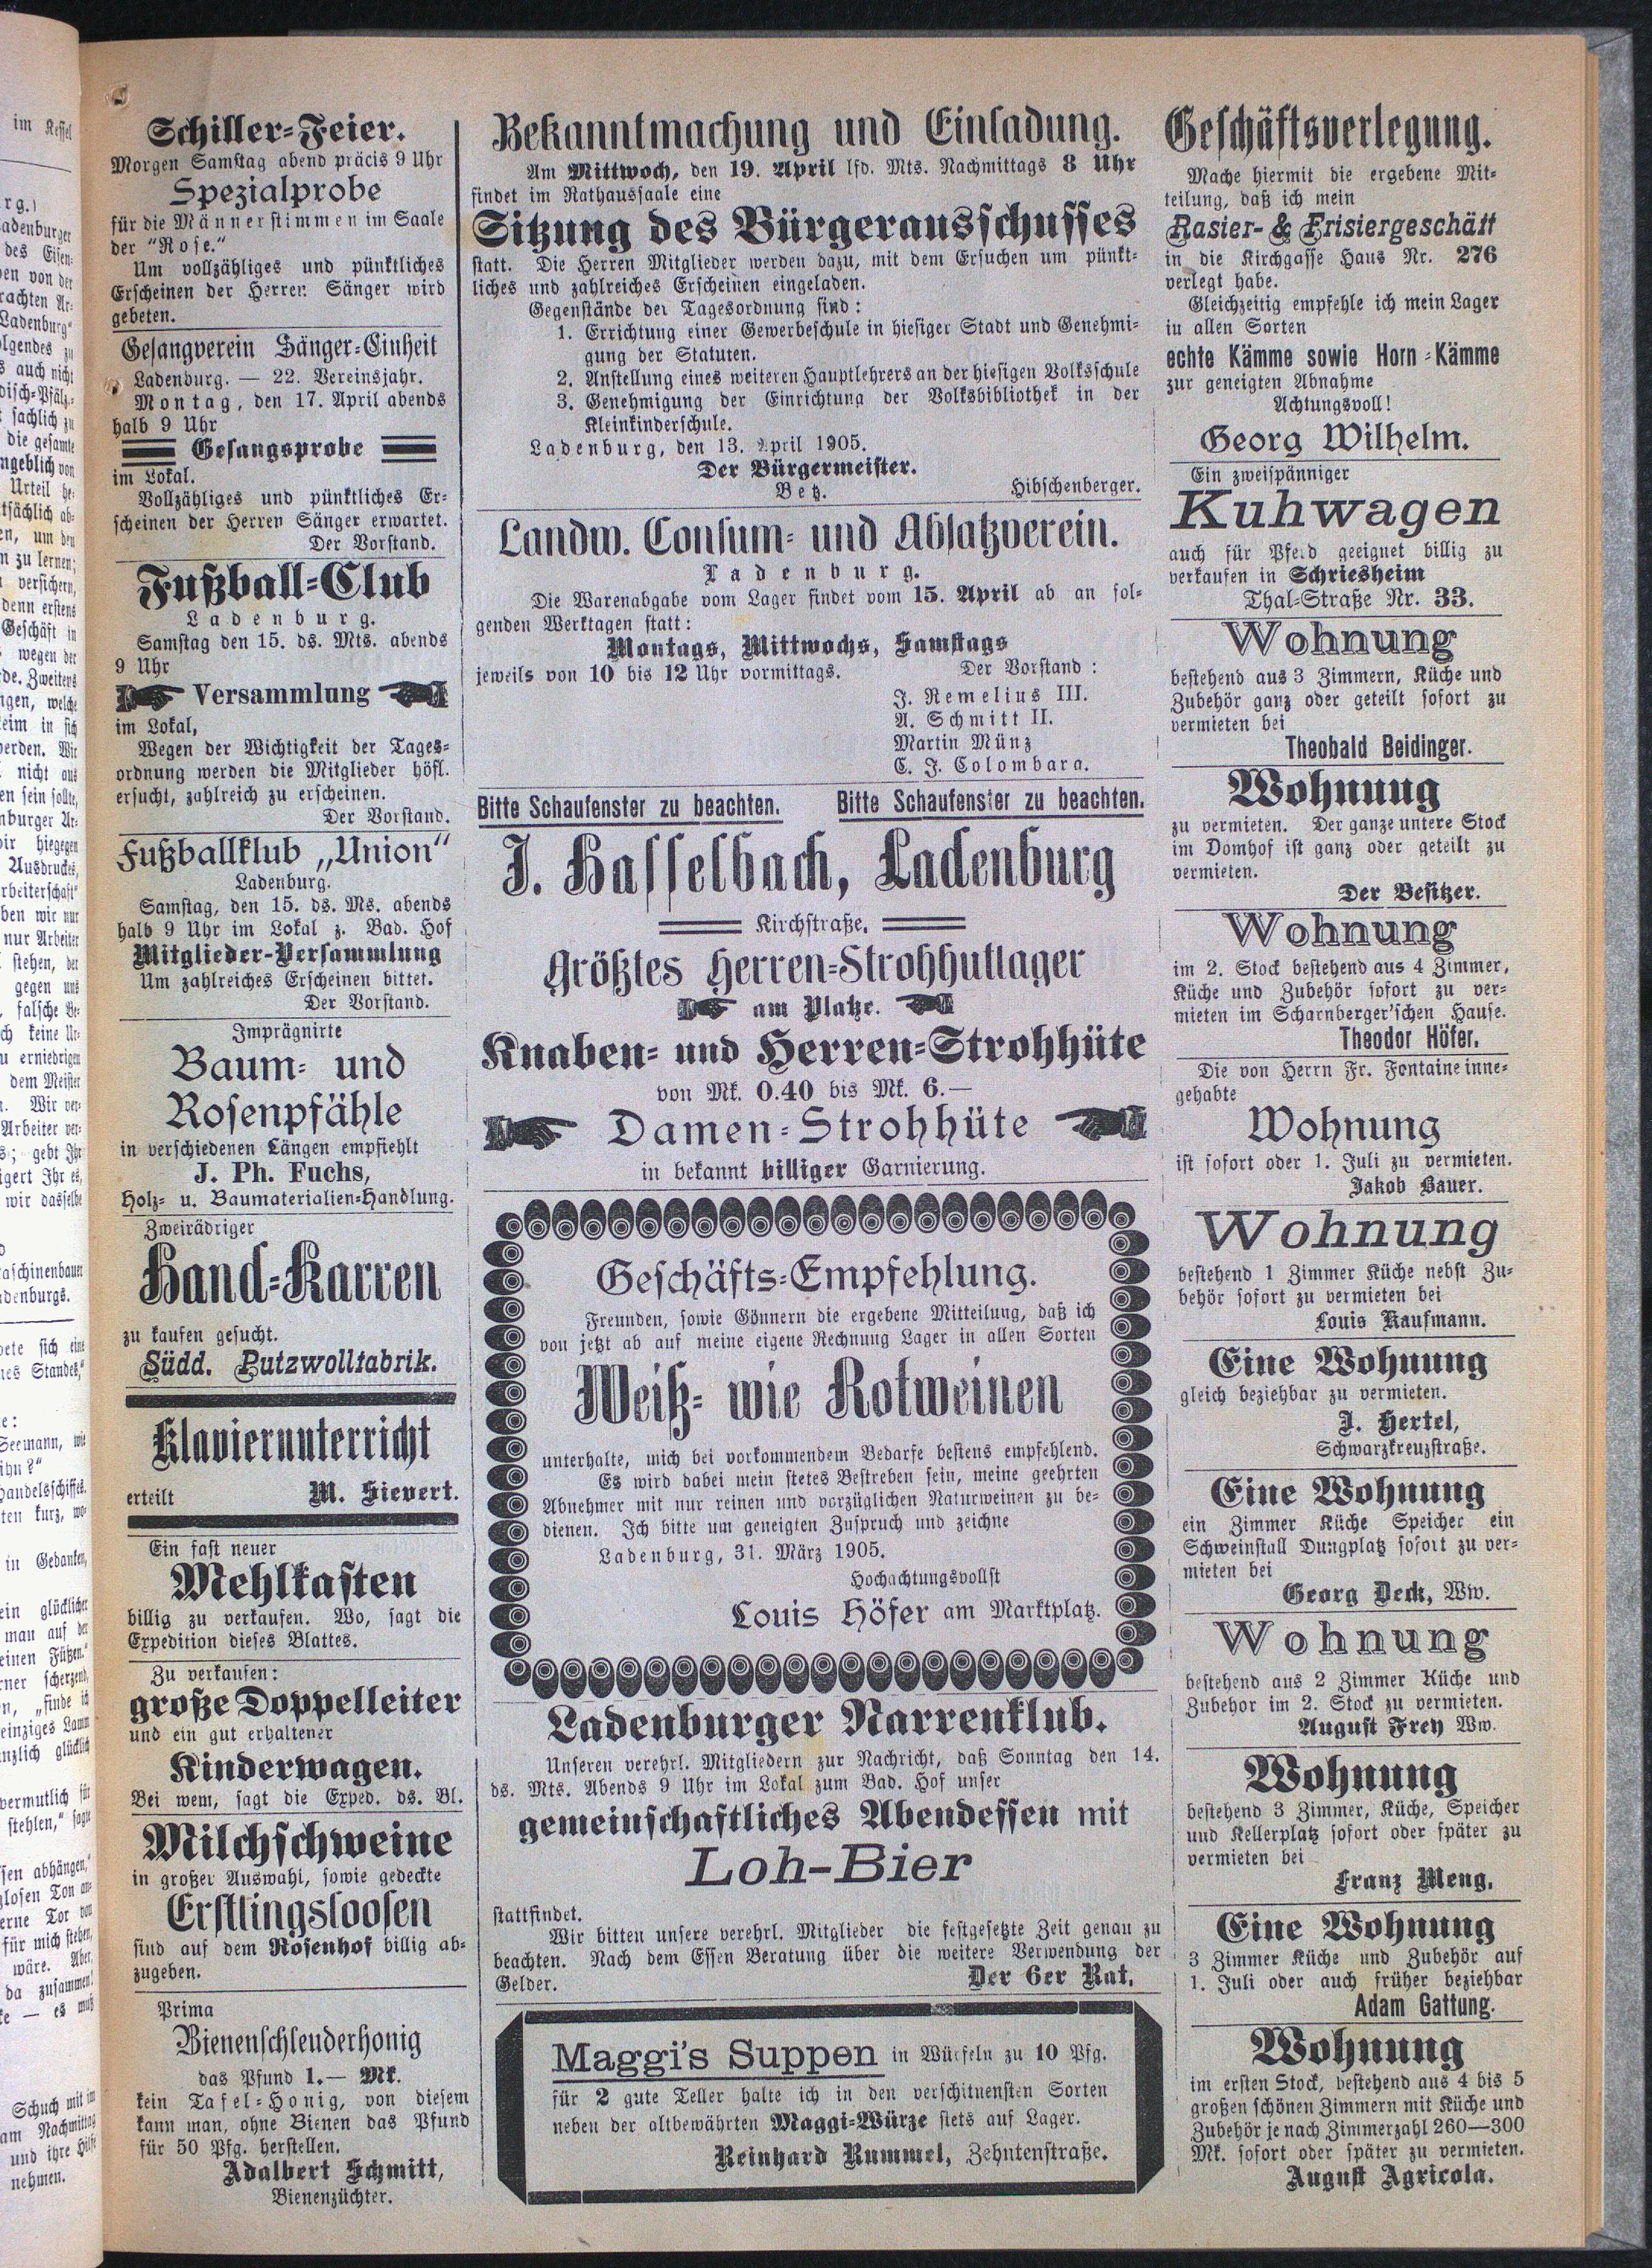 Schiller-Feier.
Morgen Samstag abend präcis 9 Uhr
Spezialprobe
für die Männerstimmen im Saale
der "Rose."
Um vollzähliges und pünktliches
Erscheinen der Herren Sänger wird
gebeten.
Gesangverein Sänger-Einheit
Ladenburg. — 22. Vereinsjahr.
Montag, den 17. April abends
halb 9 Uhr
Gesangsprobe
im Lokal.
Vollzähliges und pünktliches Er-
scheinen der Herren Sänger erwartet.
Der Vorstand.
Fußball-Club
Ladenburg.
Samstag den 15. ds. Mts. abends
9 Uhr
Versammlung
im Lokal,
Wegen der Wichtigkeit der Tages-
ordnung werden die Mitglieder höfl.
ersucht, zahlreich zu erscheinen.
Der Vorstand.
Fußballklub „Union"
Ladenburg.
Samstag, den 15. ds. Ms. abends
halb 9 Uhr im Lokal z. Bad. Hof
Mitglieder-Versammlung
Um zahlreiches Erscheinen bittet.
Der Vorstand.
Imprägnirte
Baum- und
Rosenpfähle
in verschiedenen Längen empfiehlt
J. Ph. Fuchs,
Holz- u. Baumaterialien-Handlung.
Zweirädriger
Hand-Karren
zu kaufen gesucht.
Südd. Putzwollfabrik.
Klavierunterricht
erteilt M. Sievert.
Ein fast neuer
Mehlkasten
billig zu verkaufen. Wo, sagt die
Expedition dieses Blattes.
Zu verkaufen:
große Doppelleiter
und ein gut erhaltener
Kinderwagen.
Bei wem, sagt die Exped. ds. Bl.
Milchschweine
in großer Auswahl, sowie gedeckte
Erstlingsloosen
sind auf dem Rosenhof billig ab-
zugeben.
Prima
Bienenschleuderhonig
das Pfund 1.— Mk.
kein Tafel-Honig, von diesem
kann man, ohne Bienen das Pfund
für 50 Pfg. herstellen.
Adalbert Schmitt,
Bienenzüchter.
Bekanntmachung und Einladung.
Am Mittwoch, den 19. April lfd. Mts. Nachmittags 8 Uhr
findet im Rathaussaale eine
Sitzung des Bürgerausschusses
statt. Die Herren Mitglieder werden dazu, mit dem Ersuchen um pünkt-
liches und zahlreiches Erscheinen eingeladen.
Gegenstände der Tagesordnung sind:
1. Errichtung einer Gewerbeschule in hiesiger Stadt und Genehmi-
gung der Statuten.
2. Anstellung eines weiteren Hauptlehrers an der hiesigen Volksschule
3. Genehmigung der Einrichtung der Volksbibliothek in der
Kleinkinderschule.
Ladenburg, den 13. April 1905.
Der Bürgermeister.
Betz. Hibschenberger.
Landw. Consum- und Absatzverein.
Ladenburg.
Die Warenabgabe vom Lager findet vom 15. April ab an fol-
genden Werktagen statt:
Montags, Mittwochs, Samstags
jeweils von 10 bis 12 Uhr vormittags. Der Vorstand:
J. Remelius III.
A. Schmitt II.
Martin Münz
C. J. Colombara.
Bitte Schaufenster zu beachten. Bitte Schaufenster zu beachten.
J. Hasselbach, Ladenburg
Kirchstraße.
Größtes Herren-Strohhutlager
am Platze.
Knaben- und Herren-Strohhüte
von Mk. 0.40 bis Mk. 6.—
Damen-Strohhüte
in bekannt billiger Garnierung.
Geschäfts-Empfehlung.
Freunden, sowie Gönnern die ergebene Mitteilung, daß ich
von jetzt ab auf meine eigene Rechnung Lager in allen Sorten
Weiß- wie Rotweinen
unterhalte, mich bei vorkommendem Bedarfe bestens empfehlend.
Es wird dabei mein stetes Bestreben sein, meine geehrten
Abnehmer mit nur reinen und vorzüglichen Naturweinen zu be-
dienen. Ich bitte um geneigten Zuspruch und zeichne
Ladenburg, 31. März 1905.
Hochachtungsvollst
Louis Höfer am Marktplatz.
Ladenburger Narrenklub.
Unseren verehrl. Mitgliedern zur Nachricht, daß Sonntag den 14.
ds. Mts. Abends 9 Uhr im Lokal zum Bad. Hof unser
gemeinschaftliches Abendessen mit
Loh-Bier
stattfindet.
Wir bitten unsere verehrl. Mitglieder die festgesetzte Zeit genau zu
beachten. Nach dem Essen Beratung über die weitere Verwendung der
Gelder. Der 6er Rat.
Maggi's Suppen in Würfeln zu 10 Pfg.
für 2 gute Teller halte ich in den verschituensten Sorten
neben der altbewährten Maggi-Würze stets auf Lager.
Reinhard Rummel, Zehntenstraße.
Geschäftsverlegung.
Mache hiermit die ergebene Mit-
teilung, daß ich mein
Rasier- & Frisiergeschäft
in die Kirchgasse Haus Nr. 276
verlegt habe.
Gleichzeitig empfehle ich mein Lager
in allen Sorten
echte Kämme sowie Horn-Kämme
zur geneigten Abnahme
Achtungsvoll!
Georg Wilhelm.
Ein zweispänniger
Kuhwagen
auch für Pferd geeignet billig zu
verkaufen in Schriesheim
Thal-Straße Nr. 33.
Wohnung
bestehend aus 3 Zimmern, Küche und
Zubehör ganz oder geteilt sofort zu
vermieten bei
Theobald Beidinger.
Wohnung
zu vermieten. Der ganze untere Stock
im Domhof ist ganz oder geteilt zu
vermieten.
Der Besitzer.
Wohnung
im 2. Stock bestehend aus 4 Zimmer,
Küche und Zubehör sofort zu ver-
mieten im Scharnberger'schen Hause.
Theodor Höfer.
Die von Herrn Fr. Fontaine inne-
gehabte
Wohnung
ist sofort oder 1. Juli zu vermieten.
Jakob Bauer.
Wohnung
bestehend 1 Zimmer Küche nebst Zu-
behör sofort zu vermieten bei
Louis Kaufmann.
Eine Wohnung
gleich beziehbar zu vermieten.
J. Hertel,
Schwarzkreuzstraße.
Eine Wohnung
ein Zimmer Küche Speicher ein
Schweinstall Dungplatz sofort zu ver-
mieten bei
Georg Deck, Ww.
Wohnung
bestehend aus 2 Zimmer Küche und
Zubehor im 2. Stock zu vermieten.
August Frey Ww.
Wohnung
bestehend 3 Zimmer, Küche, Speicher
und Kellerplatz sofort oder später zu
vermieten bei
Franz Meng.
Eine Wohnung
3 Zimmer Küche und Zubehör auf
1. Juli oder auch früher beziehbar
Adam Gattung.
Wohnung
im ersten Stock, bestehend aus 4 bis 5
großen schönen Zimmern mit Küche und
Zubehör je nach Zimmerzahl 260—300
Mk. sofort oder später zu vermieten.
August Agricola.